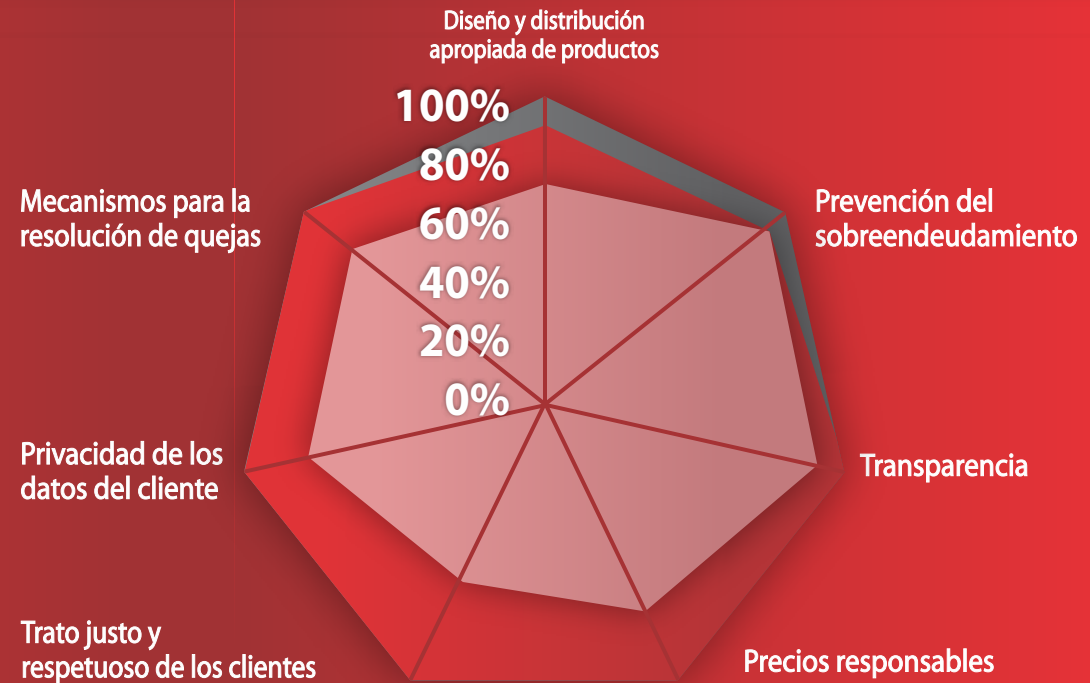 Diseño y distribución
apropiada de productos
100%
80%
60%
40%
20%
0%
Prevención del
sobreendeudamiento
Transparencia
Precios responsables
Trato justo y
respetuoso de los clientes
Privacidad de los
datos del cliente
Mecanismos para la
resolución de quejas